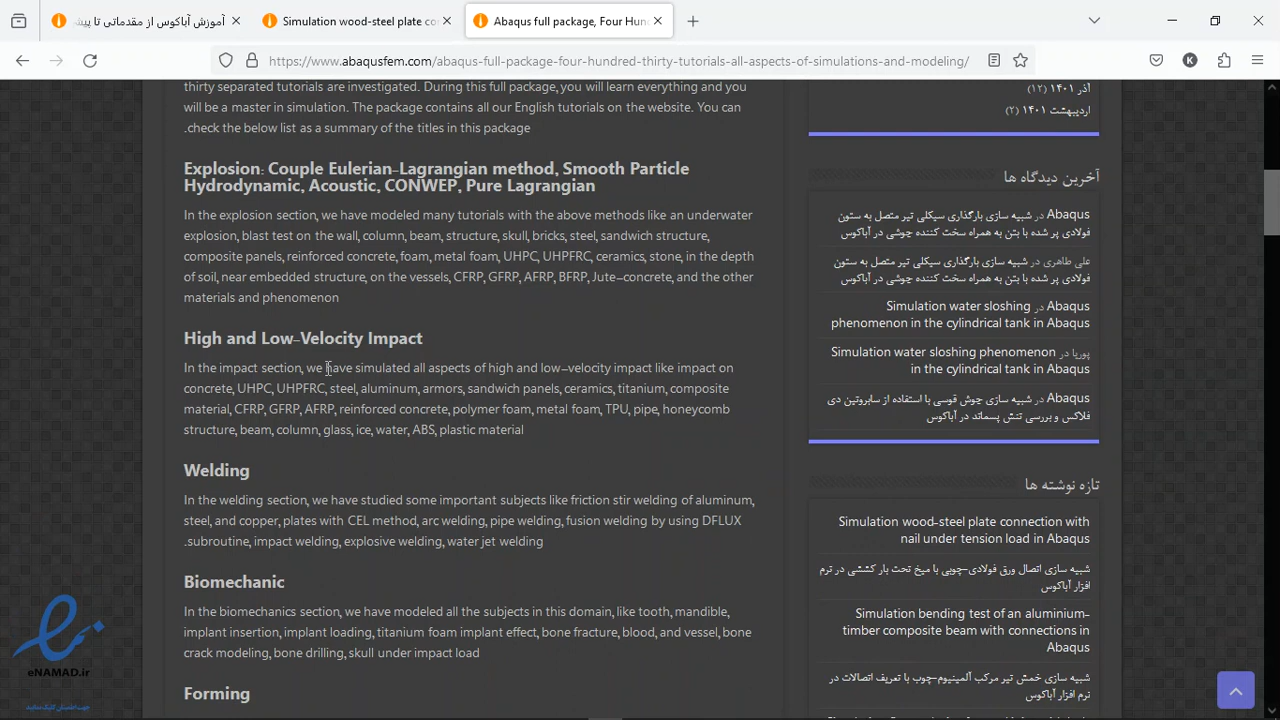 آموزش آباکوس از مقدماتی تا پیش
Simulation wood-steel plate co
Abaqus full package, Four Hun
https://www.abaqusfem.com/abaqus-full-package-four-hundred-thirty-tutorials-all-aspects-of-simulations-and-modeling/
K
thirty separated tutorials are investigated. During this full package, you will learn everything and you
will be a master in simulation. The package contains all our English tutorials on the website. You can
.check the below list as a summary of the titles in this package
Explosion: Couple Eulerian-Lagrangian method, Smooth Particle
Hydrodynamic, Acoustic, CONWEP, Pure Lagrangian
In the explosion section, we have modeled many tutorials with the above methods like an underwater
explosion, blast test on the wall, column, beam, structure, skull, bricks, steel, sandwich structure,
composite panels, reinforced concrete, foam, metal foam, UHPC, UHPFRC, ceramics, stone, in the depth
of soil, near embedded structure, on the vessels, CFRP, GFRP, AFRP, BFRP, Jute-concrete, and the other
materials and phenomenon
High and Low-Velocity Impact
In the impact section, we have simulated all aspects of high and low-velocity impact like impact on
concrete, UHPC, UHPFRC, steel, aluminum, armors, sandwich panels, ceramics, titanium, composite
material, CFRP, GFRP, AFRP, reinforced concrete, polymer foam, metal foam, TPU, pipe, honeycomb
structure, beam, column, glass, ice, water, ABS, plastic material
Welding
In the welding section, we have studied some important subjects like friction stir welding of aluminum,
steel, and copper, plates with CEL method, arc welding, pipe welding, fusion welding by using DFLUX
.subroutine, impact welding, explosive welding, water jet welding
Biomechanic
In the biomechanics section, we have modeled all the subjects in this domain, like tooth, mandible,
implant insertion, implant loading, titanium foam implant effect, bone fracture, blood, and vessel, bone
crack modeling, bone drilling, skull under impact load
Forming
آذر ۱۴۰۱ (۱۲)
اردیبهشت ۱۴۰۱ (۲)
آخرین دیدگاه ها
Abaqus در شبیه سازی بارگذاری سیکلی تیر متصل به ستون
فولادی پر شده با بتن به همراه سخت کننده جوشی در آباکوس
علی طاهری در شبیه سازی بارگذاری سیکلی تیر متصل به ستون
فولادی پر شده با بتن به همراه سخت کننده جوشی در آباکوس
Abaqus در Simulation water sloshing
phenomenon in the cylindrical tank in Abaqus
پوریا در Simulation water sloshing phenomenon
in the cylindrical tank in Abaqus
Abaqus در شبیه سازی جوش قوسی با استفاده از سابروتین دی
فلاکس و بررسی تنش پسماند در آباکوس
تازه نوشته ها
Simulation wood-steel plate connection with
nail under tension load in Abaqus
شبیه سازی اتصال ورق فولادی-چوبی با میخ تحت بار کششی در نرم
افزار آباکوس
Simulation bending test of an aluminium-
timber composite beam with connections in
Abaqus
شبیه سازی خمش تیر مرکب آلمینیوم-چوب با تعریف اتصالات در
نرم افزار آباکوس
eNAMAD.ir